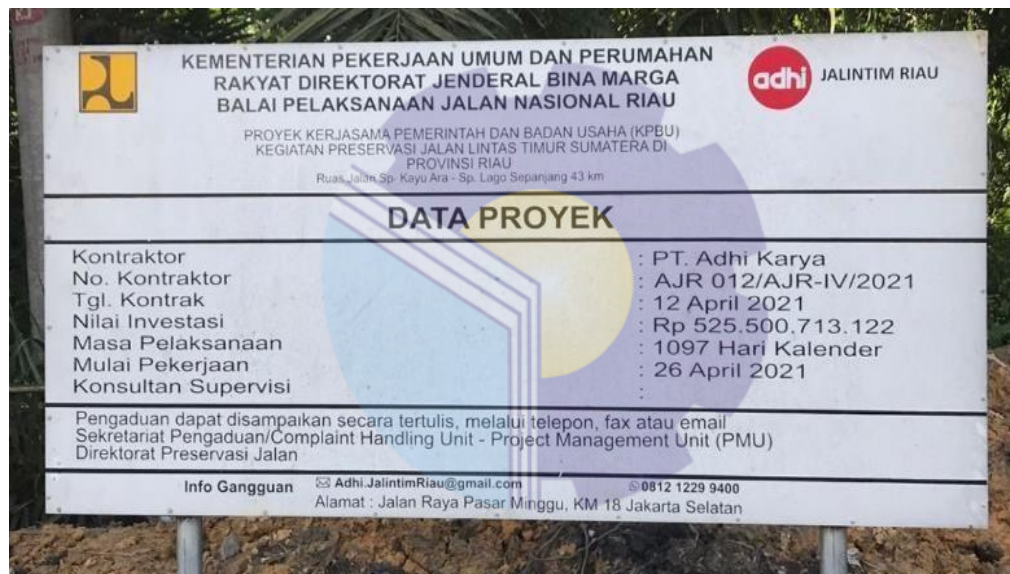 KEMENTERIAN PEKERJAAN UMUM DAN PERUMAHAN
RAKYAT DIREKTORAT JENDERAL BINA MARGA
BALAI PELAKSANAAN JALAN NASIONAL RIAU
adhi JALINTIM RIAU
PROYEK KERJASAMA PEMERINTAH DAN BADAN USAHA (KPBU)
KEGIATAN PRESERVASI JALAN LINTAS TIMUR SUMATERA DI
PROVINSI RIAU
Ruas Jalan Sp. Kayu Ara - Sp. Lago Sepanjang 43 km
DATA PROYEK
Kontraktor : PT. Adhi Karya
No. Kontraktor : AJR 012/AJR-IV/2021
Tgl. Kontrak : 12 April 2021
Nilai Investasi : Rp 525.500.713.122
Masa Pelaksanaan : 1097 Hari Kalender
Mulai Pekerjaan : 26 April 2021
Konsultan Supervisi :
Pengaduan dapat disampaikan secara tertulis, melalui telepon, fax atau email
Sekretariat Pengaduan/Complaint Handling Unit - Project Management Unit (PMU)
Direktorat Preservasi Jalan
Info Gangguan Adhi.JalintimRiau@gmail.com 0812 1229 9400
Alamat : Jalan Raya Pasar Minggu, KM 18 Jakarta Selatan